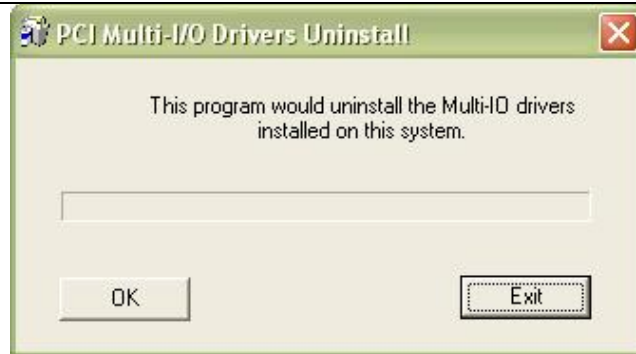 PCI Multi-I/O Drivers Uninstall
This program would uninstall the Multi-IO drivers
installed on this system.
OK
Exit